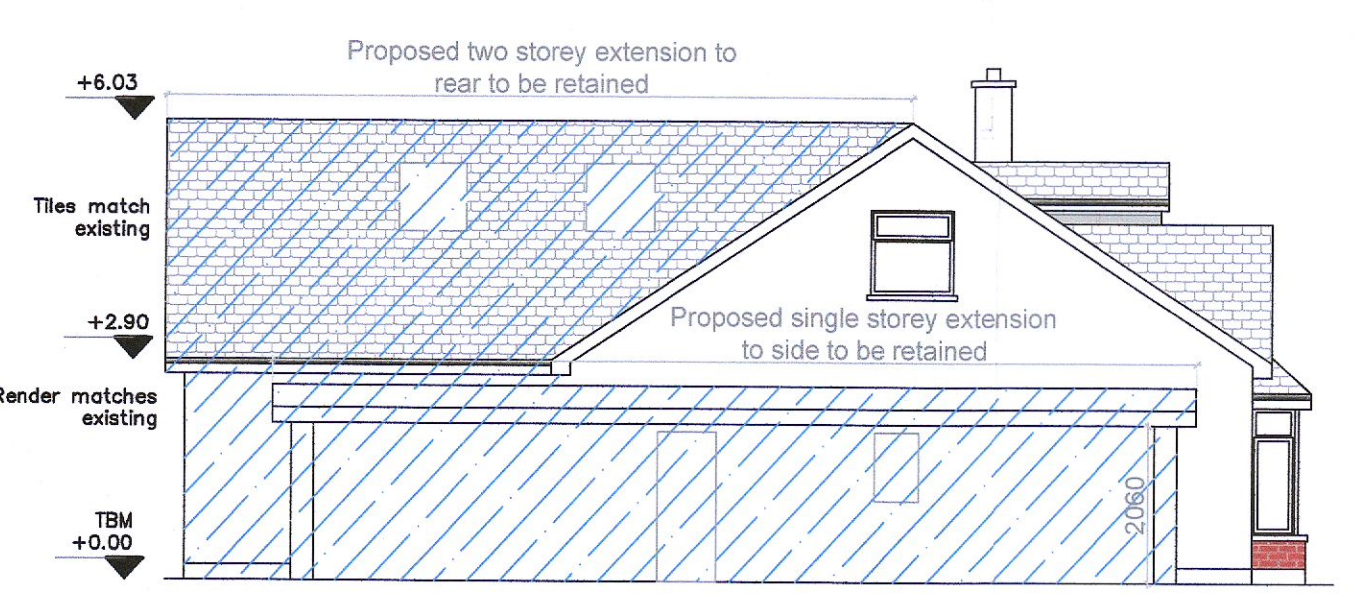 Proposed two storey extension to
rear to be retained
+6.03
Tiles match
existing
+2.90
Proposed single storey extension
to side to be retained
Render matches
existing
2060
TBM
+0.00